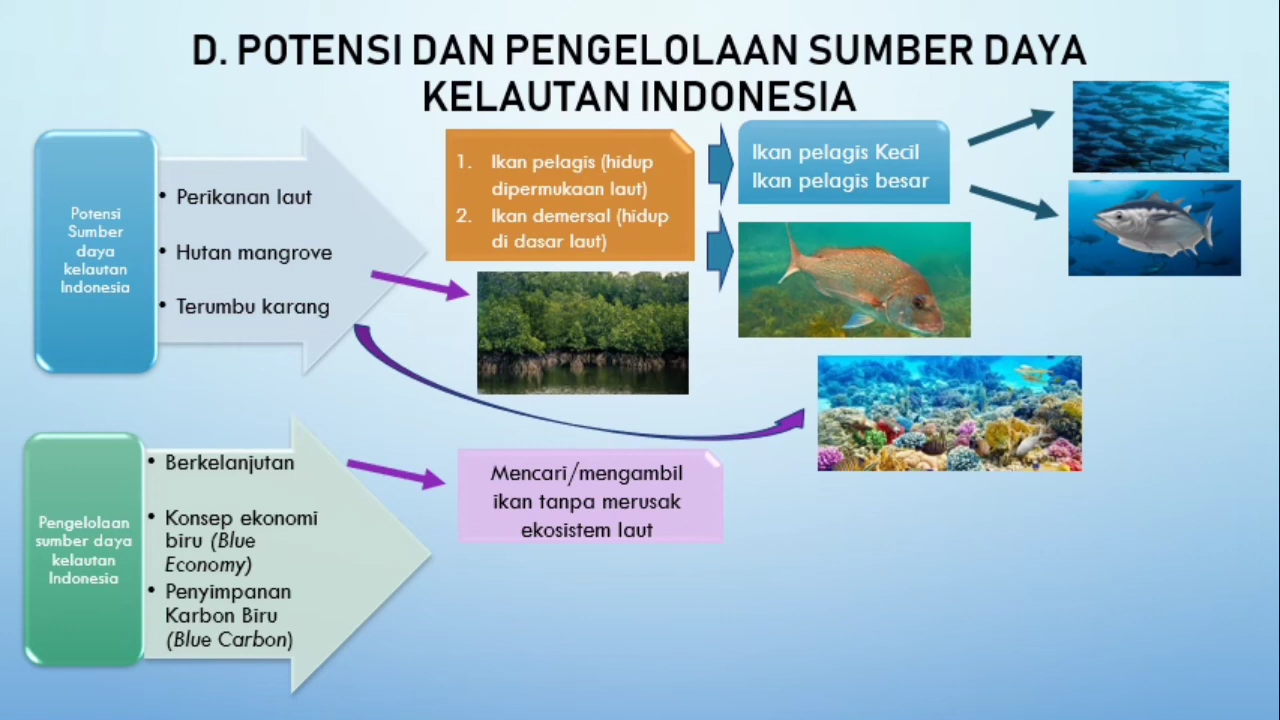 D. POTENSI DAN PENGELOLAAN SUMBER DAYA
KELAUTAN INDONESIA
Potensi
Sumber
daya
kelautan
Indonesia
• Perikanan laut
• Hutan mangrove
• Terumbu karang
1. Ikan pelagis (hidup
dipermukaan laut)
2. Ikan demersal (hidup
di dasar laut)
Ikan pelagis Kecil
Ikan pelagis besar
Pengelolaan
sumber daya
kelautan
Indonesia
• Berkelanjutan
• Konsep ekonomi
biru (Blue
Economy)
• Penyimpanan
Karbon Biru
(Blue Carbon)
Mencari/mengambil
ikan tanpa merusak
ekosistem laut